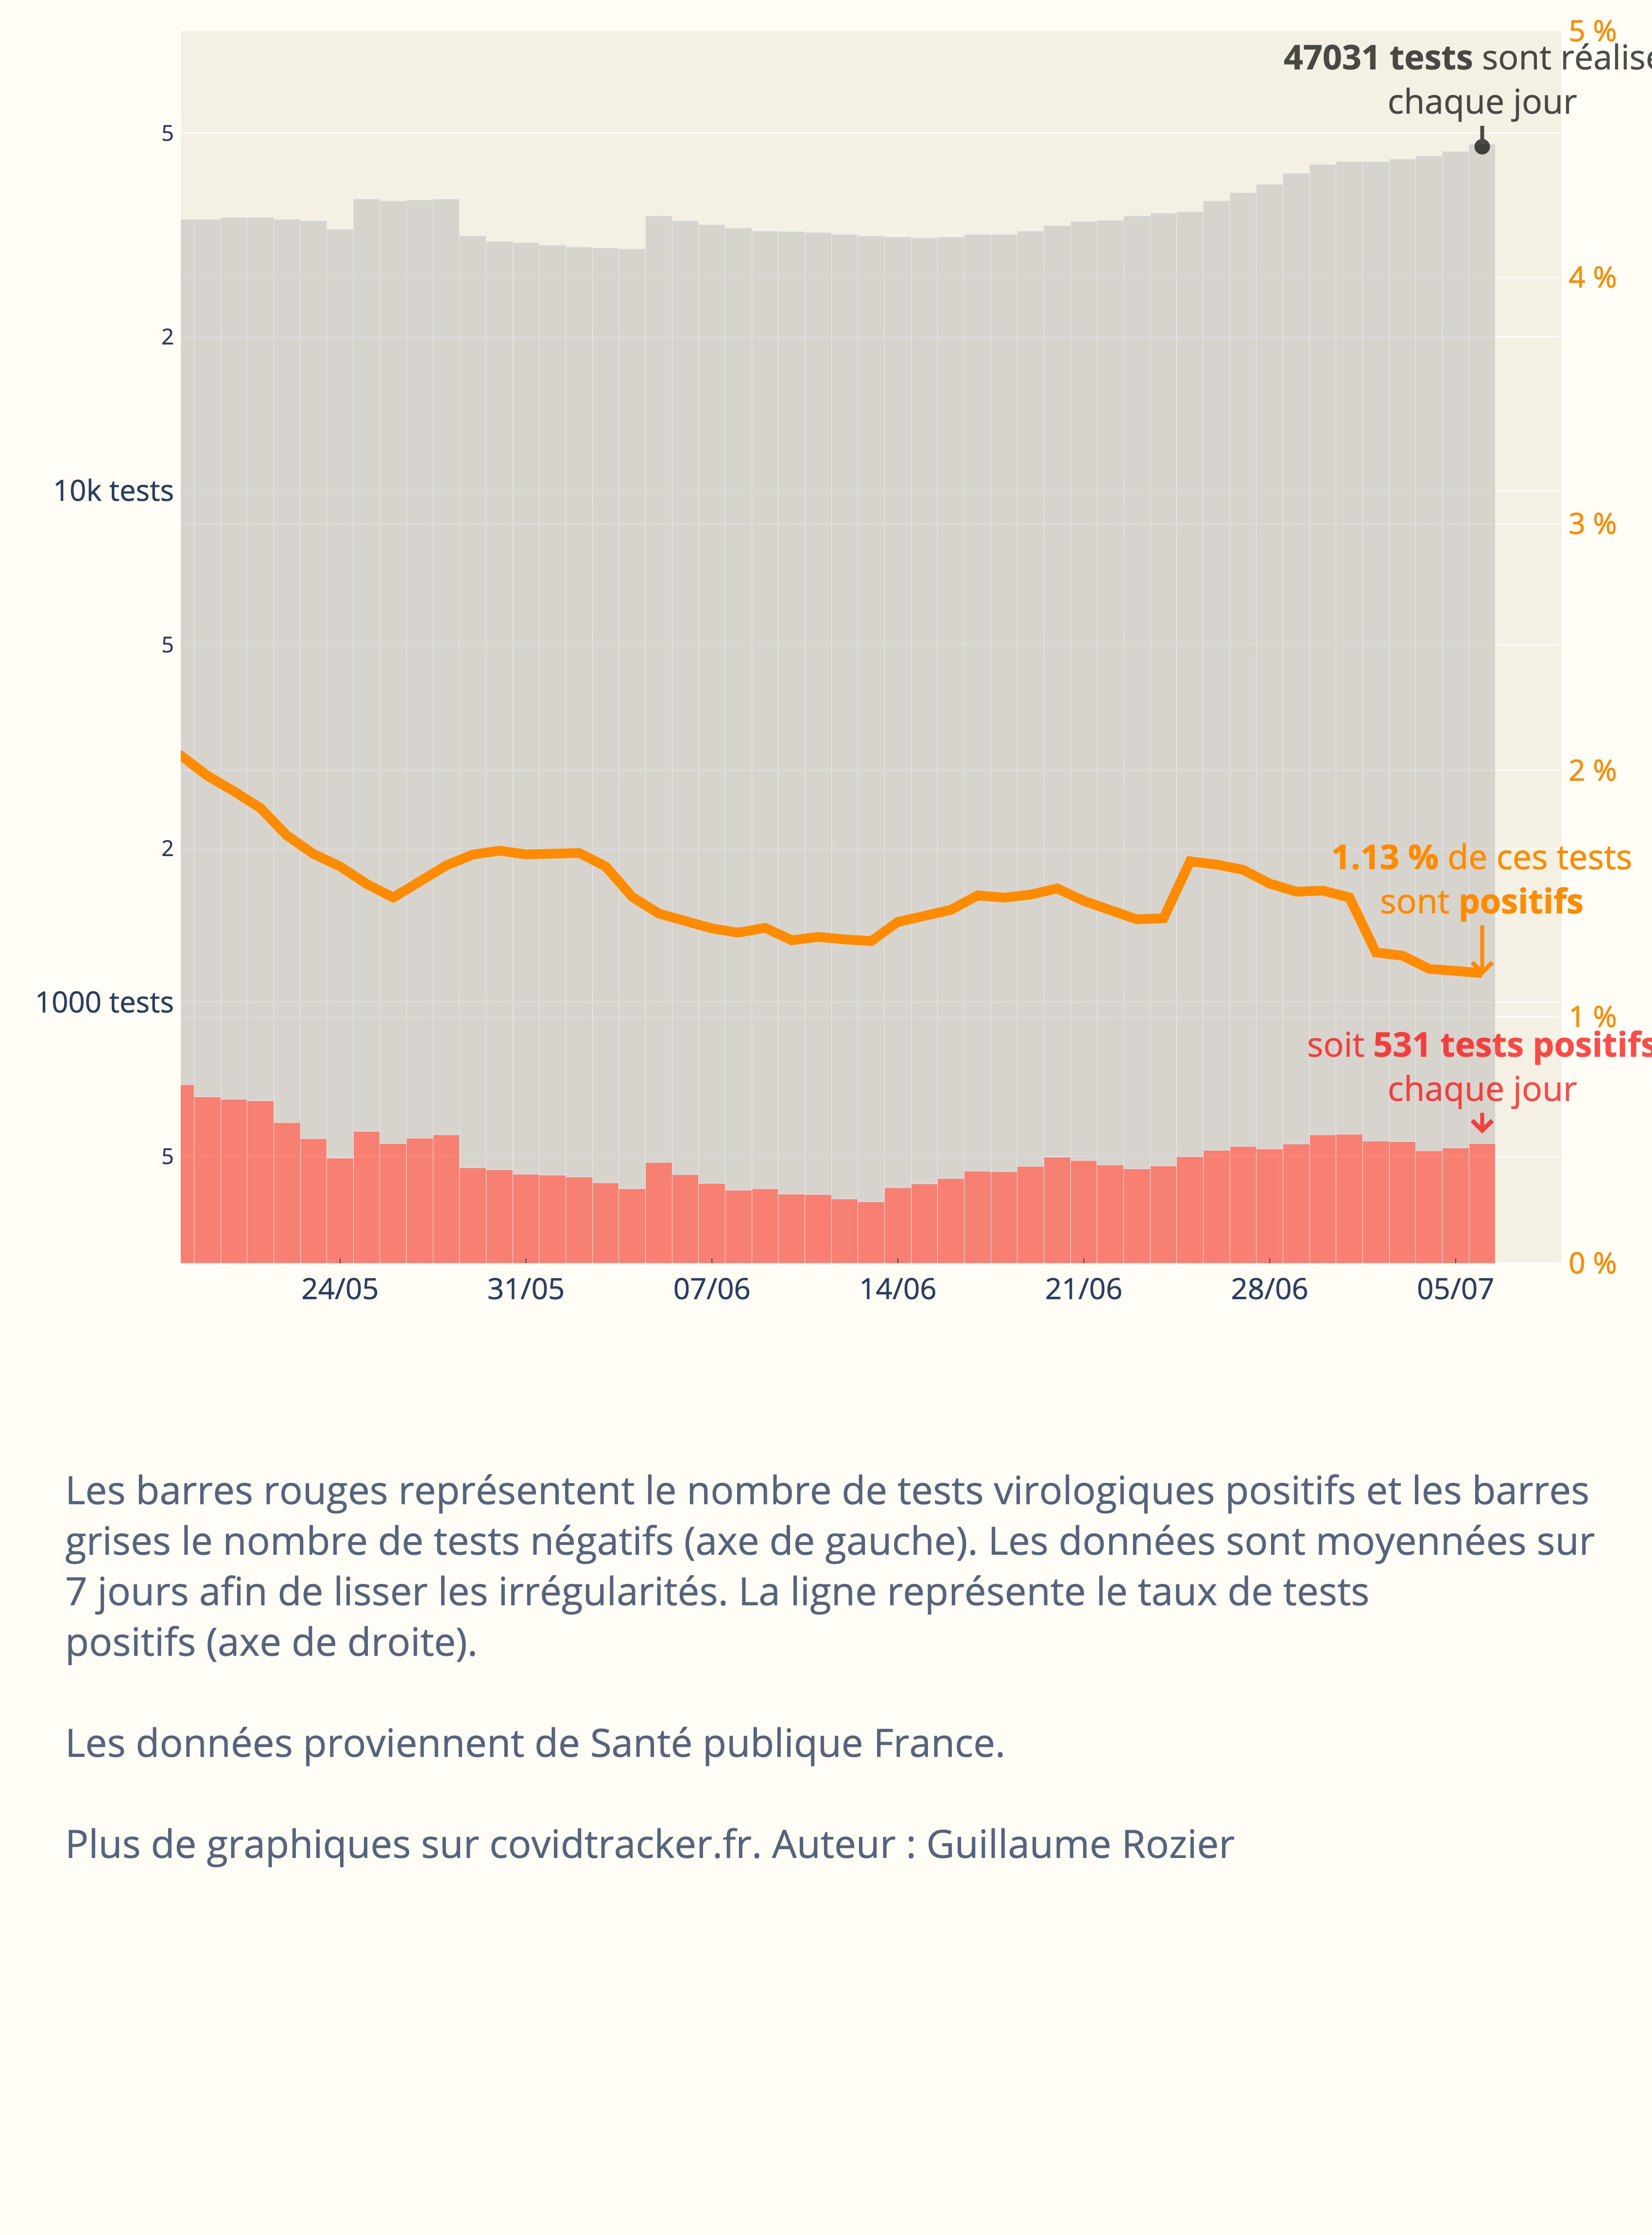 5 %
47031 tests sont réalisé
chaque jour
5
4 %
2
10k tests
3 %
5
2 %
2
1.13 % de ces tests
sont positifs
1000 tests
1 %
soit 531 tests positifs
chaque jour
5
0 %
24/05 31/05 07/06 14/06 21/06 28/06 05/07
Les barres rouges représentent le nombre de tests virologiques positifs et les barres
grises le nombre de tests négatifs (axe de gauche). Les données sont moyennées sur
7 jours afin de lisser les irrégularités. La ligne représente le taux de tests
positifs (axe de droite).
Les données proviennent de Santé publique France.
Plus de graphiques sur covidtracker.fr. Auteur : Guillaume Rozier